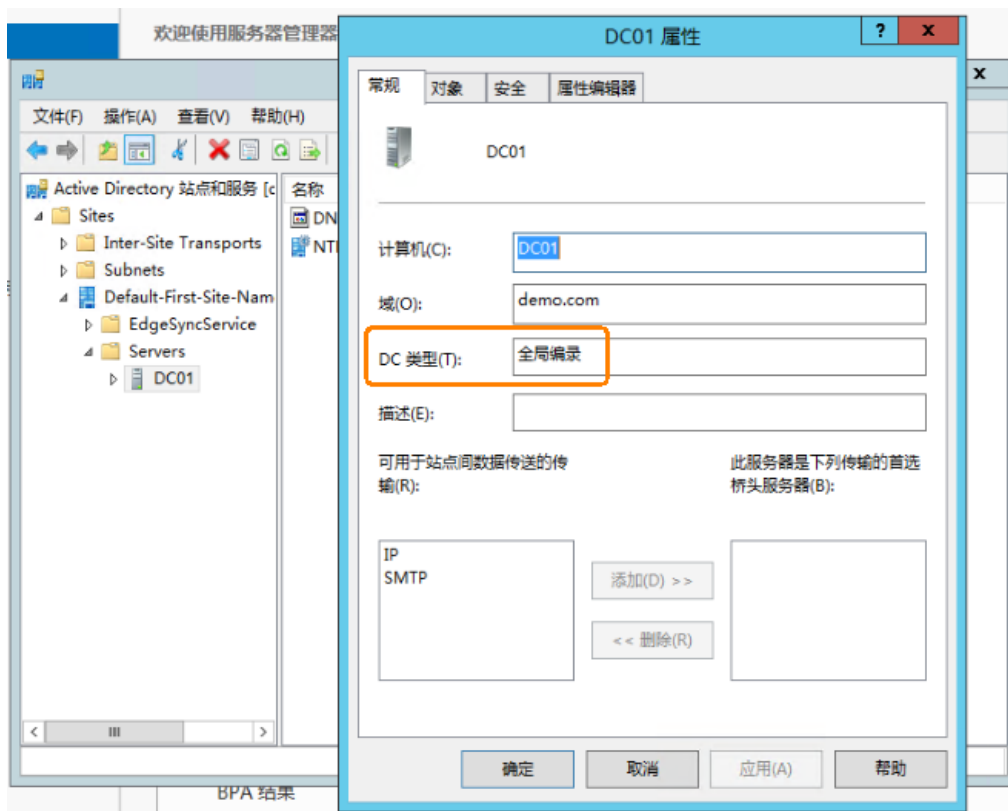 欢迎使用服务器管理器
文件(F) 操作(A) 查看(V) 帮助(H)
Active Directory 站点和服务 [c
Sites
Inter-Site Transports
Subnets
Default-First-Site-Nam
EdgeSyncService
Servers
DC01
名称
DN
NT
BPA 结果
DC01 属性
? x
x
常规 对象 安全 属性编辑器
DC01
计算机(C): DC01
域(O): demo.com
DC 类型(T): 全局编录
描述(E):
可用于站点间数据传送的传
输(R):
此服务器是下列传输的首选
桥头服务器(B):
IP
SMTP
添加(D) >>
<< 删除(R)
确定 取消 应用(A) 帮助